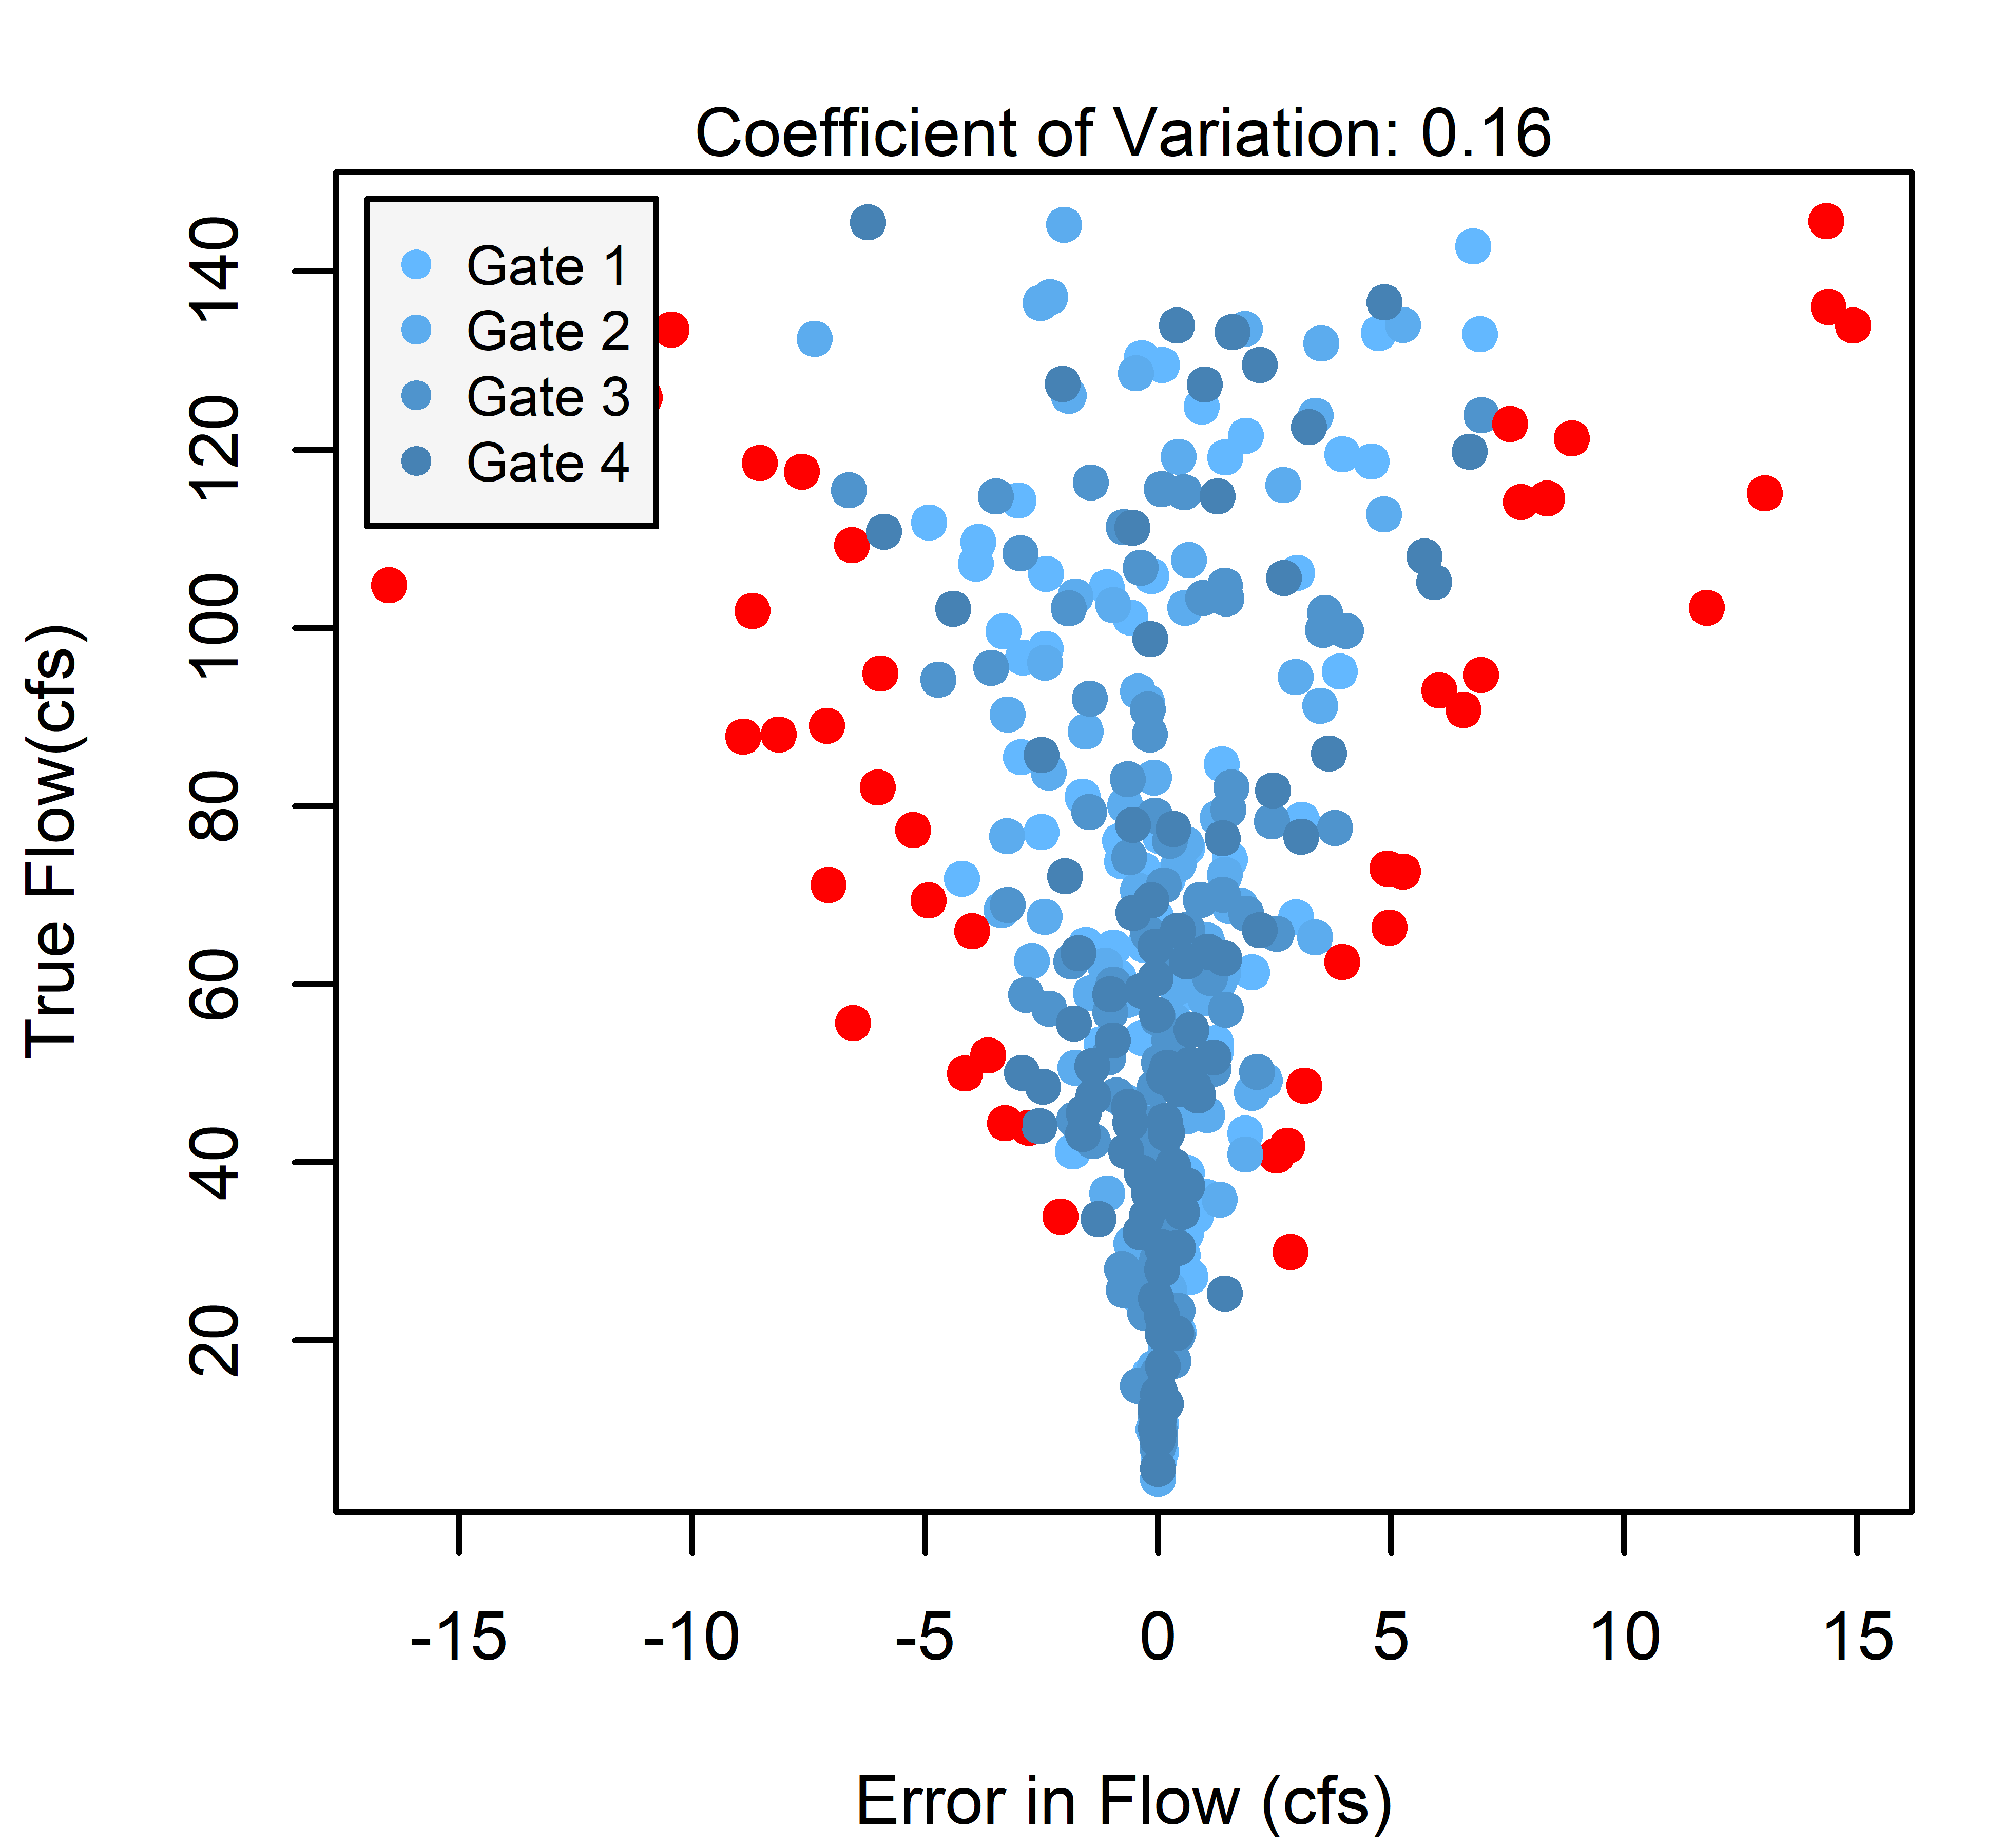 Coefficient of Variation: 0.16
Gate 1
Gate 2
Gate 3
Gate 4
True Flow(cfs)
140
120
100
80
60
40
20
-15 -10 -5 0 5 10 15
Error in Flow (cfs)